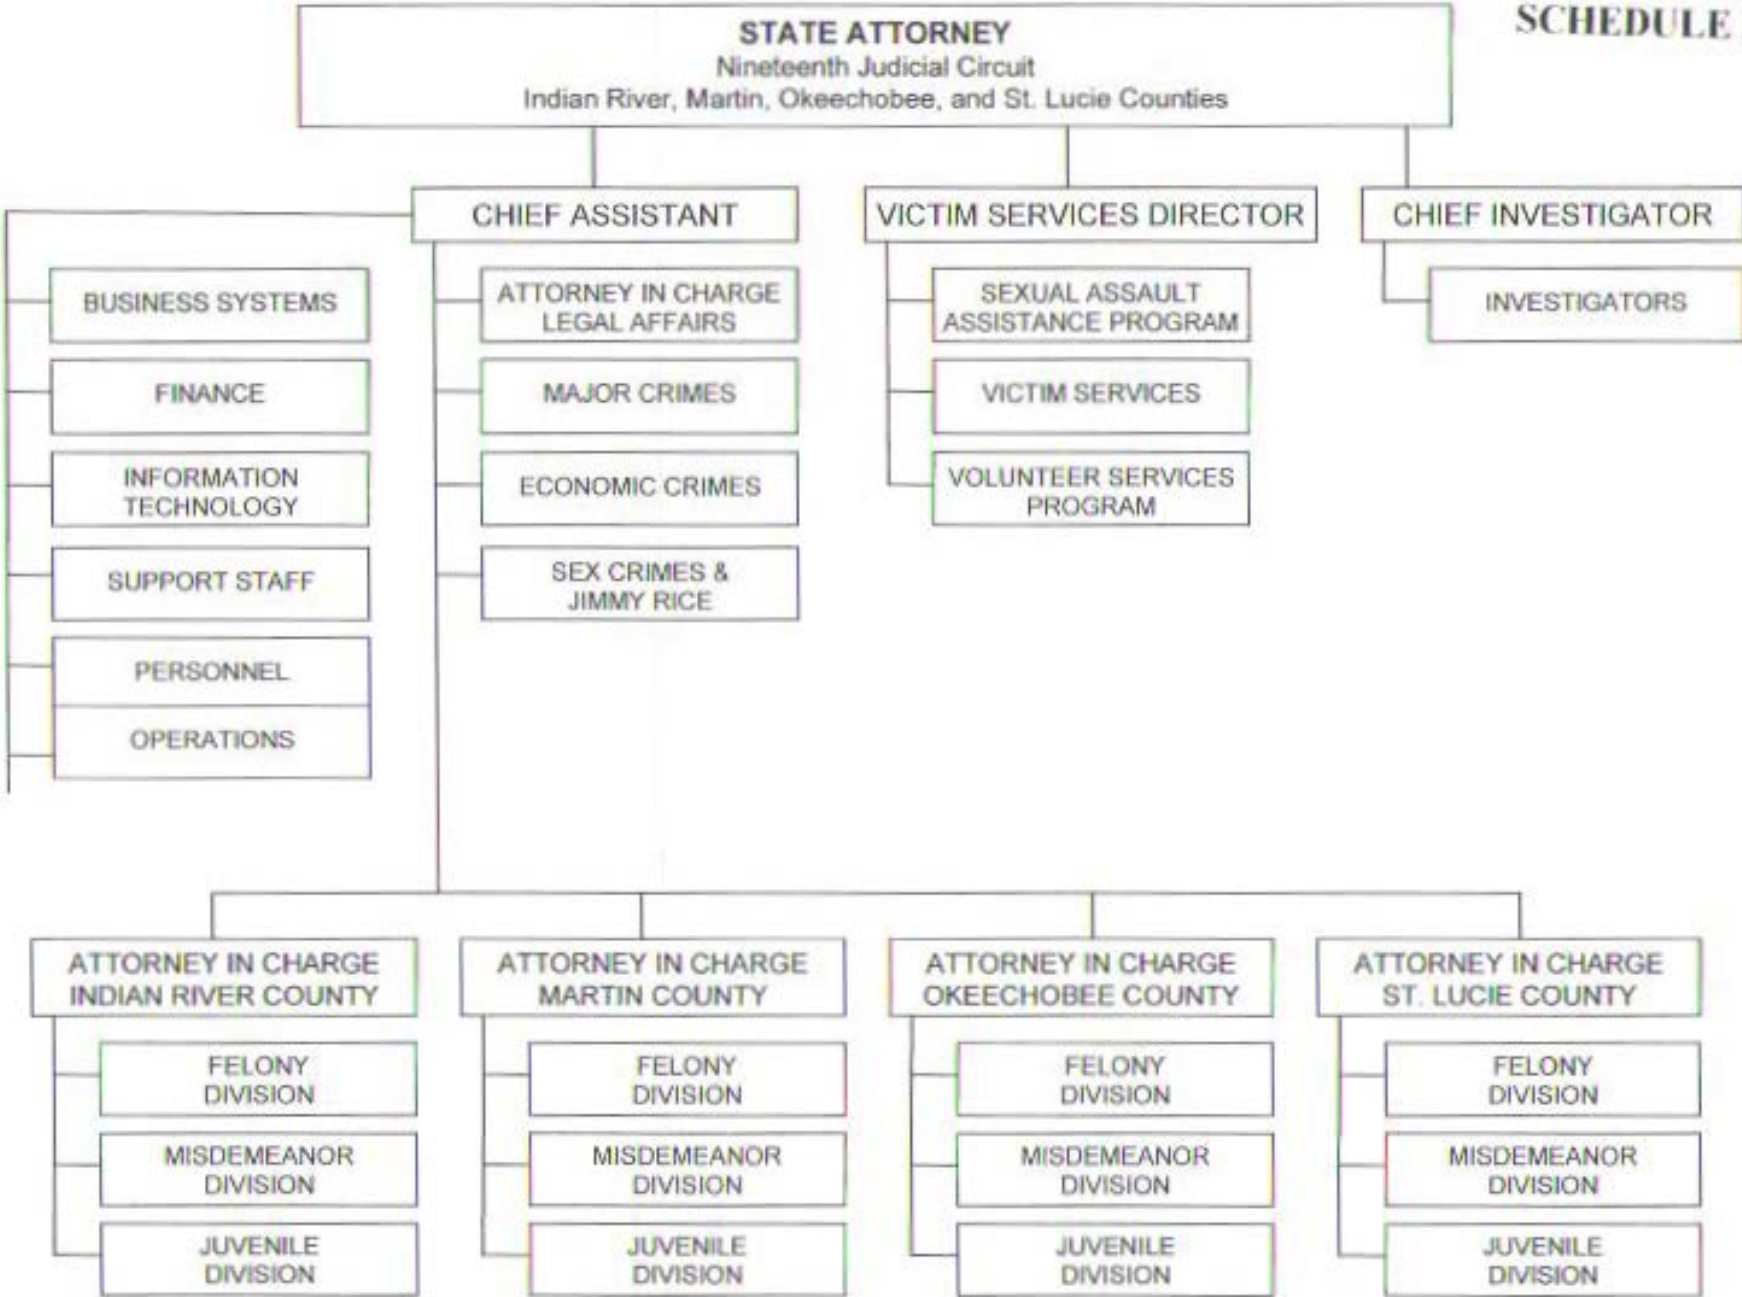 SCHEDULE
STATE ATTORNEY
Nineteenth Judicial Circuit
Indian River, Martin, Okeechobee, and St. Lucie Counties
CHIEF ASSISTANT
VICTIM SERVICES DIRECTOR
CHIEF INVESTIGATOR
BUSINESS SYSTEMS
FINANCE
INFORMATION
TECHNOLOGY
SUPPORT STAFF
PERSONNEL
OPERATIONS
ATTORNEY IN CHARGE
LEGAL AFFAIRS
MAJOR CRIMES
ECONOMIC CRIMES
SEX CRIMES &
JIMMY RICE
SEXUAL ASSAULT
ASSISTANCE PROGRAM
VICTIM SERVICES
VOLUNTEER SERVICES
PROGRAM
INVESTIGATORS
ATTORNEY IN CHARGE
INDIAN RIVER COUNTY
FELONY
DIVISION
MISDEMEANOR
DIVISION
JUVENILE
DIVISION
ATTORNEY IN CHARGE
MARTIN COUNTY
FELONY
DIVISION
MISDEMEANOR
DIVISION
JUVENILE
DIVISION
ATTORNEY IN CHARGE
OKEECHOBEE COUNTY
FELONY
DIVISION
MISDEMEANOR
DIVISION
JUVENILE
DIVISION
ATTORNEY IN CHARGE
ST. LUCIE COUNTY
FELONY
DIVISION
MISDEMEANOR
DIVISION
JUVENILE
DIVISION